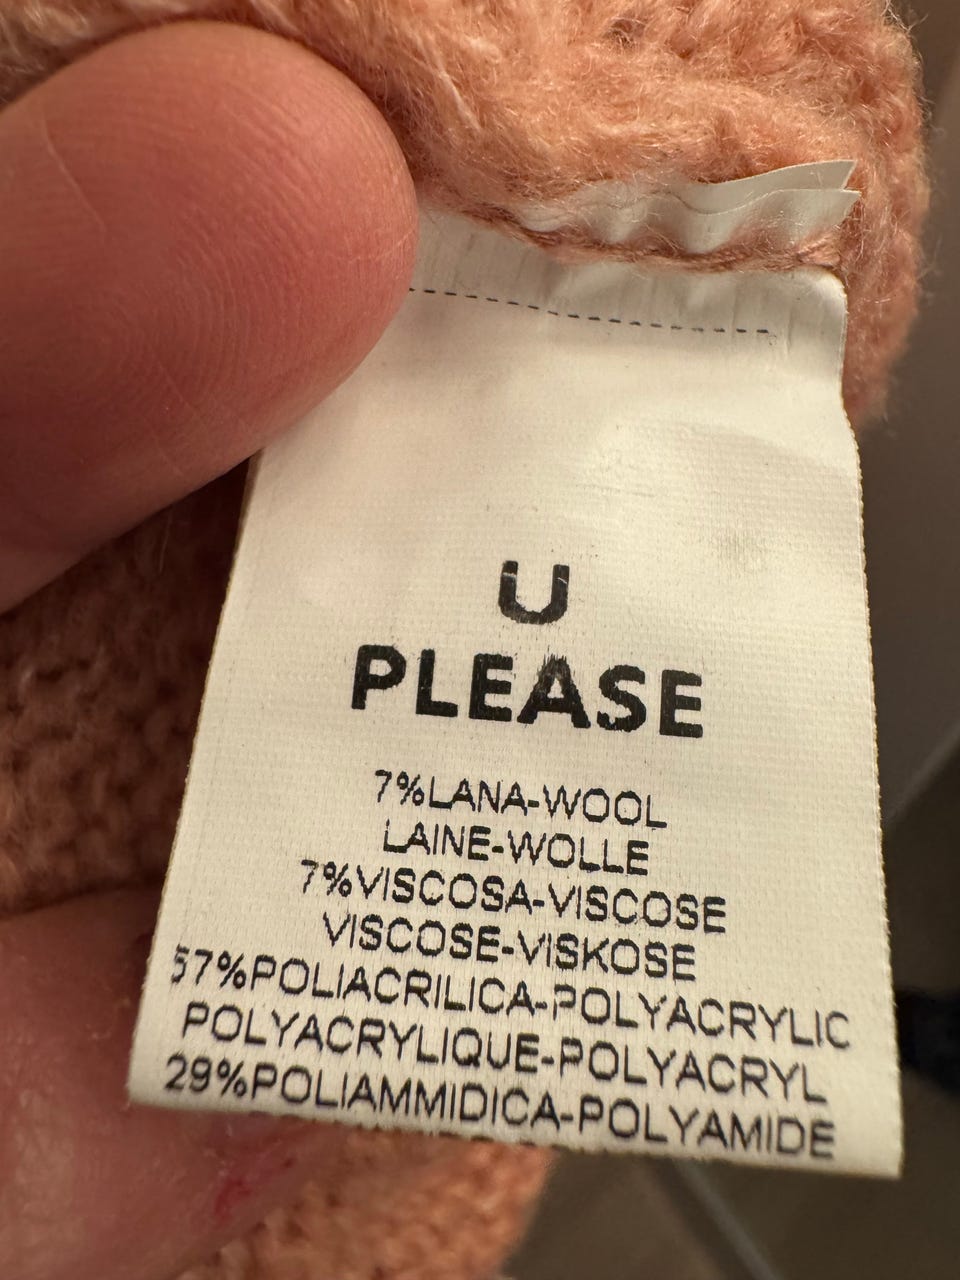 U
PLEASE
7%LANA-WOOL
LAINE-WOLLE
7%VISCOSA-VISCOSE
VISCOSE-VISKOSE
57%POLIACRILICA-POLYACRYLIC
POLYACRYLIQUE-POLYACRYL
29%POLIAMMIDICA-POLYAMIDE